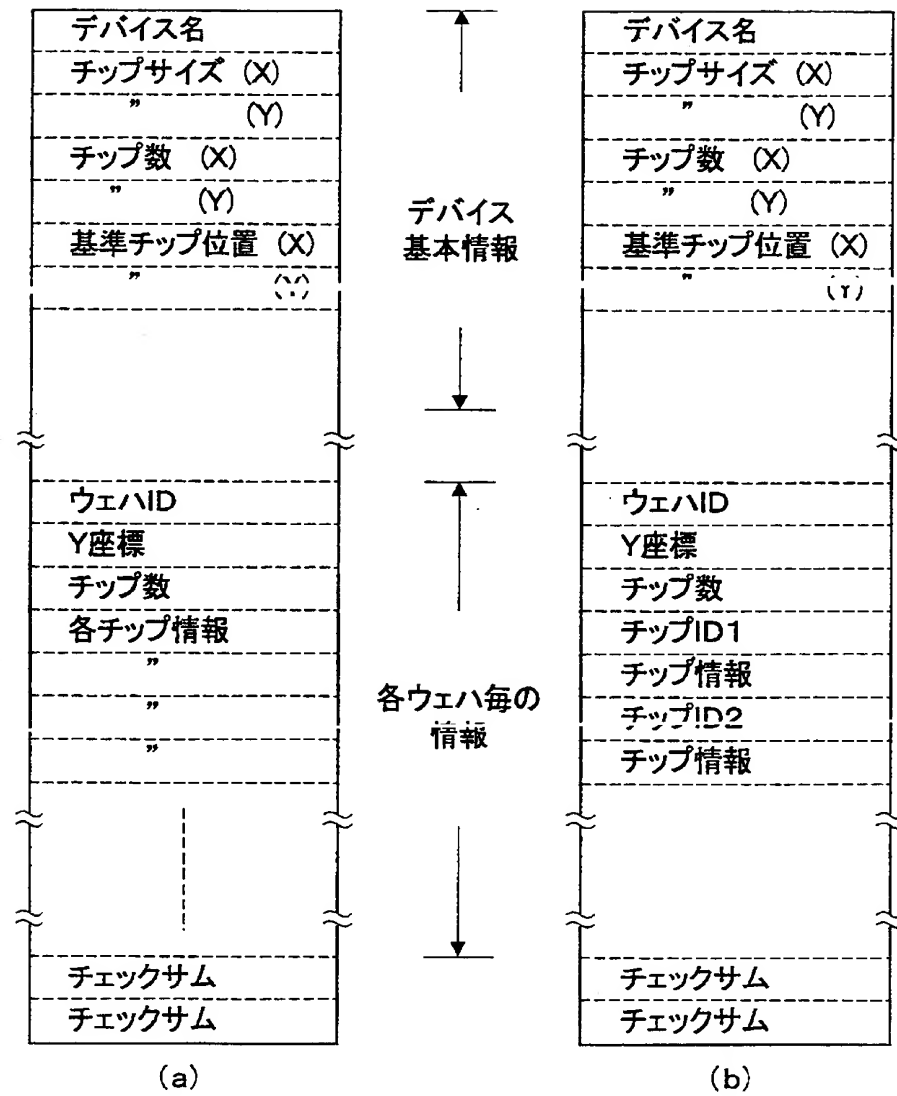 デバイス名
チップサイズ (X)
〃 (Y)
チップ数 (X)
〃 (Y)
基準チップ位置 (X)
〃 (Y)
ウェハID
Y座標
チップ数
各チップ情報
〃
〃
〃
チェックサム
チェックサム
(a)
デバイス
基本情報
各ウェハ毎の
情報
デバイス名
チップサイズ (X)
〃 (Y)
チップ数 (X)
〃 (Y)
基準チップ位置 (X)
〃 (Y)
ウェハID
Y座標
チップ数
チップID1
チップ情報
チップID2
チップ情報
チェックサム
チェックサム
(b)